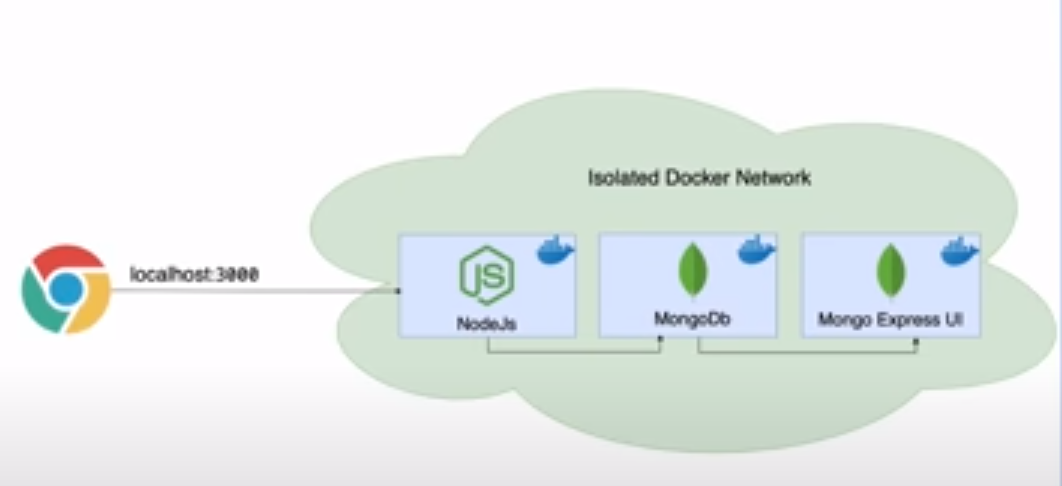 Isolated Docker Network
localhost:3000
JS
NodeJs
MongoDb
Mongo Express UI